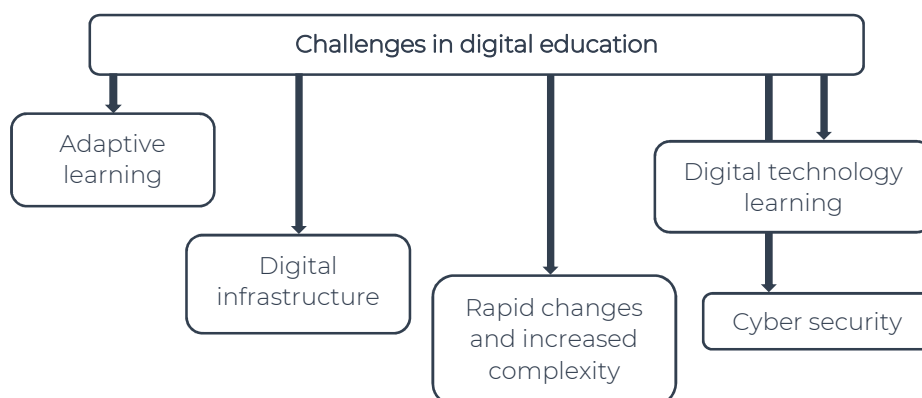 Challenges in digital education
Adaptive
learning
Digital
infrastructure
Rapid changes
and increased
complexity
Digital technology
learning
Cyber security